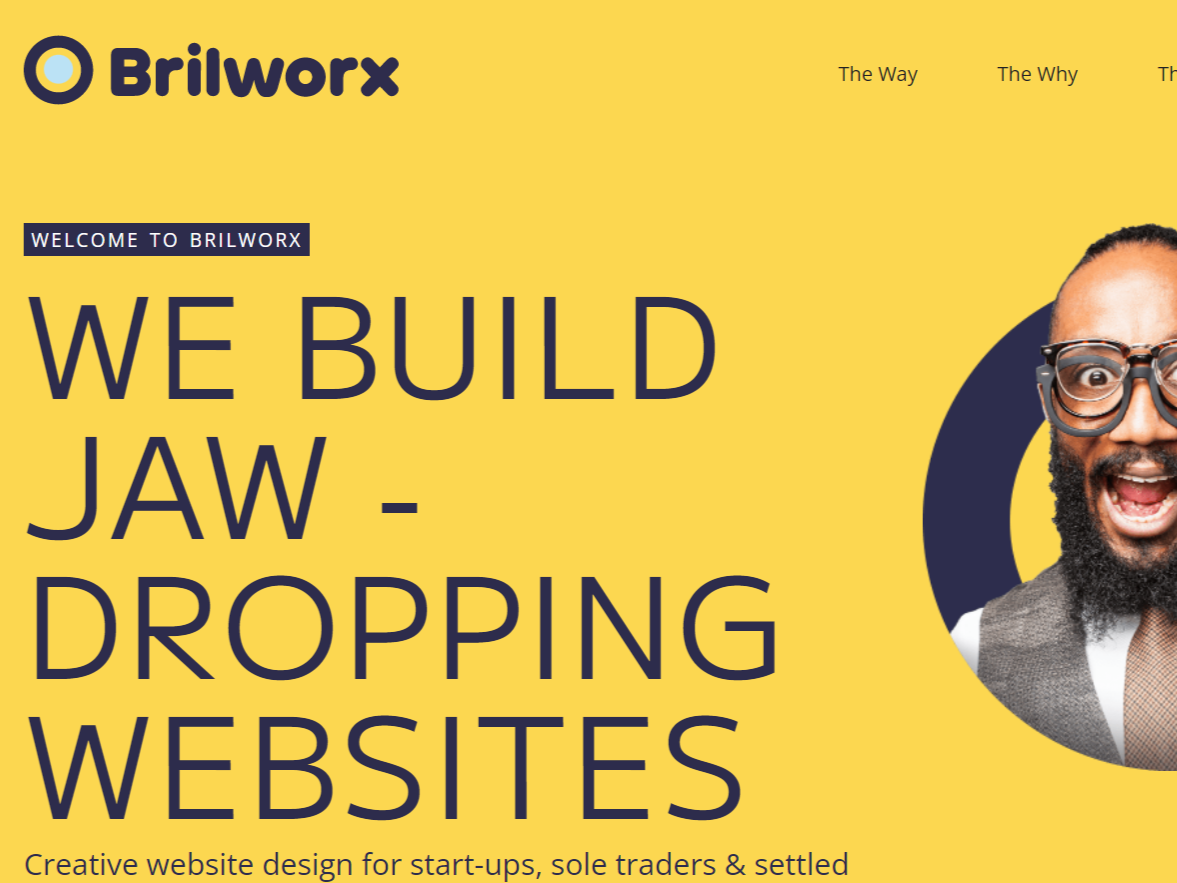 Brilworx
The Way The Why Th
WELCOME TO BRILWORX
WE BUILD
JAW -
DROPPING
WEBSITES
Creative website design for start-ups, sole traders & settled